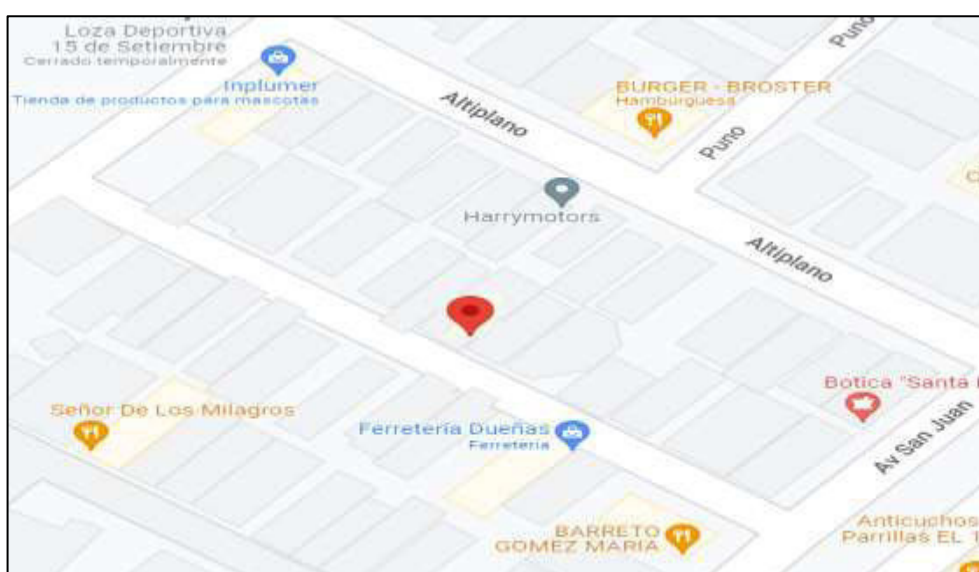 Loza Deportiva
15 de Setiembre
Cerrado temporalmente
Inplumer
Tienda de productos para mascotas
Altiplano
BURGER - BROSTER
Hamburguesa
Puno
Puno
Harrymotors
Altiplano
Botica "Santa
Señor De Los Milagros
Ferretería Dueñas
Ferretería
Av San Juan
BARRETO
GOMEZ MARIA
Anticuchos
Parrillas EL 1